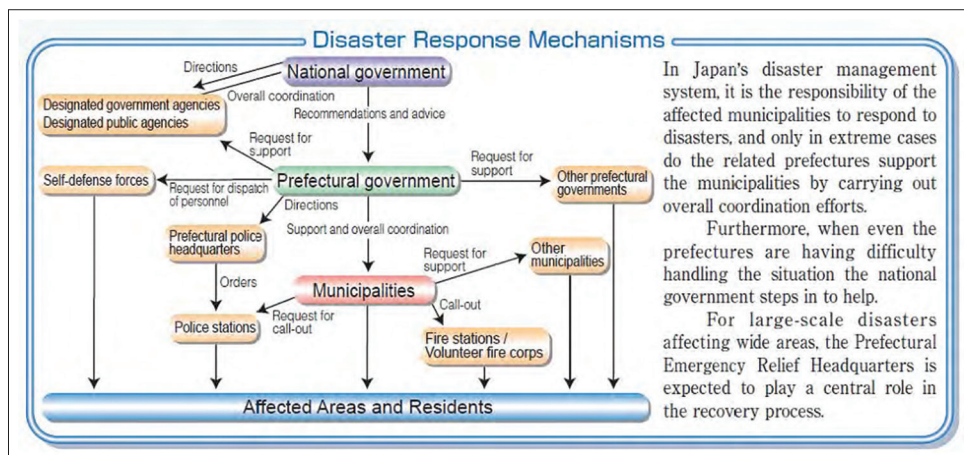 Disaster Response Mechanisms
National government
Directions
Overall coordination
Designated government agencies
Designated public agencies
Recommendations and advice
Request for
support
Self-defense forces
Request for dispatch
of personnel
Prefectural government
Request for
support
Other prefectural
governments
Directions
Prefectural police
headquarters
Support and overall coordination
Request for
support
Other
municipalities
Orders
Municipalities
Call-out
Police stations
Request for
call-out
Fire stations /
Volunteer fire corps
Affected Areas and Residents
In Japan's disaster management
system, it is the responsibility of the
affected municipalities to respond to
disasters, and only in extreme cases
do the related prefectures support
the municipalities by carrying out
overall coordination efforts.
Furthermore, when even the
prefectures are having difficulty
handling the situation the national
government steps in to help.
For large-scale disasters
affecting wide areas, the Prefectural
Emergency Relief Headquarters is
expected to play a central role in
the recovery process.